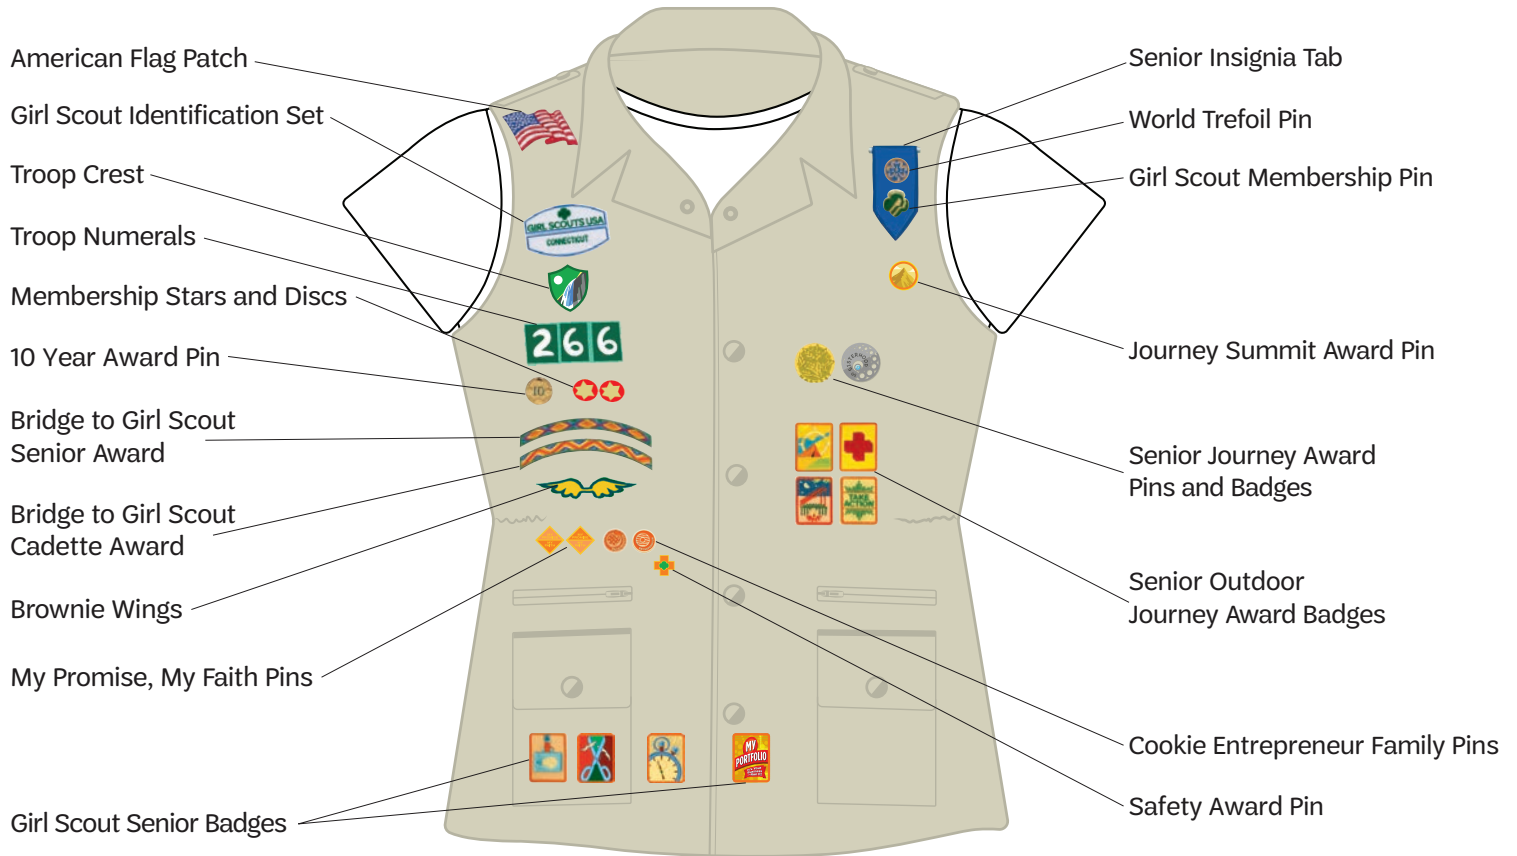 American Flag Patch
Girl Scout Identification Set
Troop Crest
Troop Numerals
Membership Stars and Discs
10 Year Award Pin
Bridge to Girl Scout
Senior Award
Bridge to Girl Scout
Cadette Award
Brownie Wings
My Promise, My Faith Pins
Girl Scout Senior Badges
GIRL SCOUTS USA
CONNECTICUT
266
10
TAKE
ACTION
MY
PORTFOLIO
Senior Insignia Tab
World Trefoil Pin
Girl Scout Membership Pin
Journey Summit Award Pin
Senior Journey Award
Pins and Badges
Senior Outdoor
Journey Award Badges
Cookie Entrepreneur Family Pins
Safety Award Pin